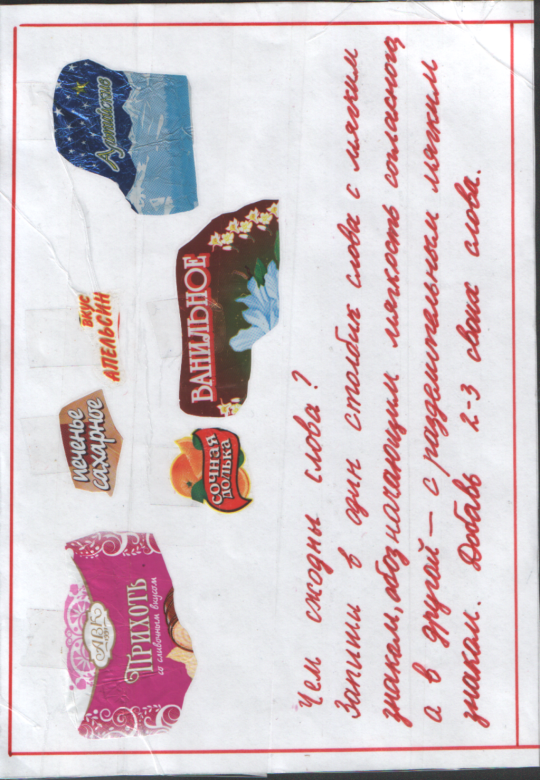 АВК
ПРИХОТЬ
со сливочным вкусом
печенье
сахарное
вкус
АПЕЛЬСИН
СОЧНАЯ
ДОЛЬКА
ВАНИЛЬНОЕ
Чем сходны слова?
Запиши в один столбик слова с мягким
знаком, обозначающим мягкость согласного,
а в другой — с разделительным мягким
знаком. Добавь 2-3 своих слова.